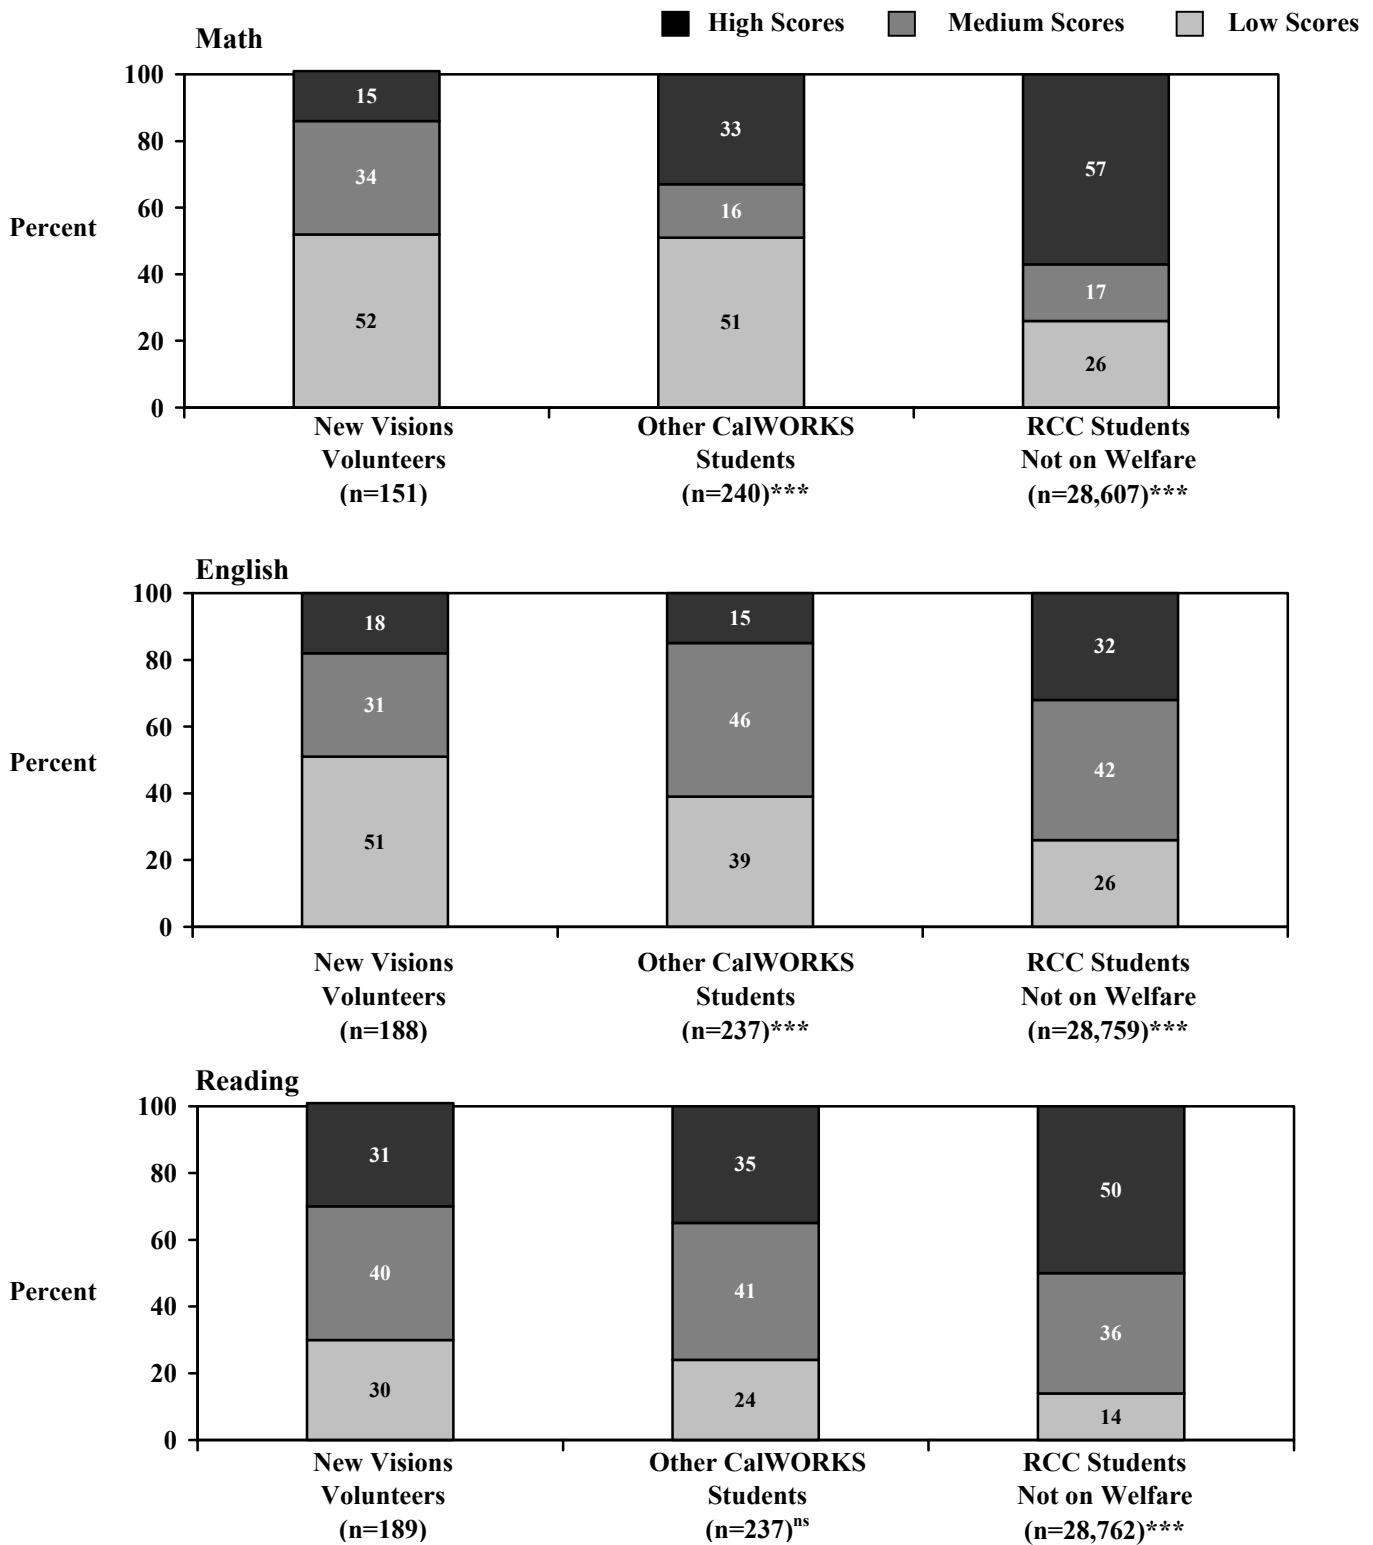 High Scores Medium Scores Low Scores
Math
100
80
60
40
20
0
Percent
15
34
52
33
16
51
57
17
26
New Visions
Volunteers
(n=151)
Other CalWORKS
Students
(n=240)***
RCC Students
Not on Welfare
(n=28,607)***
English
100
80
60
40
20
0
Percent
18
31
51
15
46
39
32
42
26
New Visions
Volunteers
(n=188)
Other CalWORKS
Students
(n=237)***
RCC Students
Not on Welfare
(n=28,759)***
Reading
100
80
60
40
20
0
Percent
31
40
30
35
41
24
50
36
14
New Visions
Volunteers
(n=189)
Other CalWORKS
Students
(n=237)ns
RCC Students
Not on Welfare
(n=28,762)***